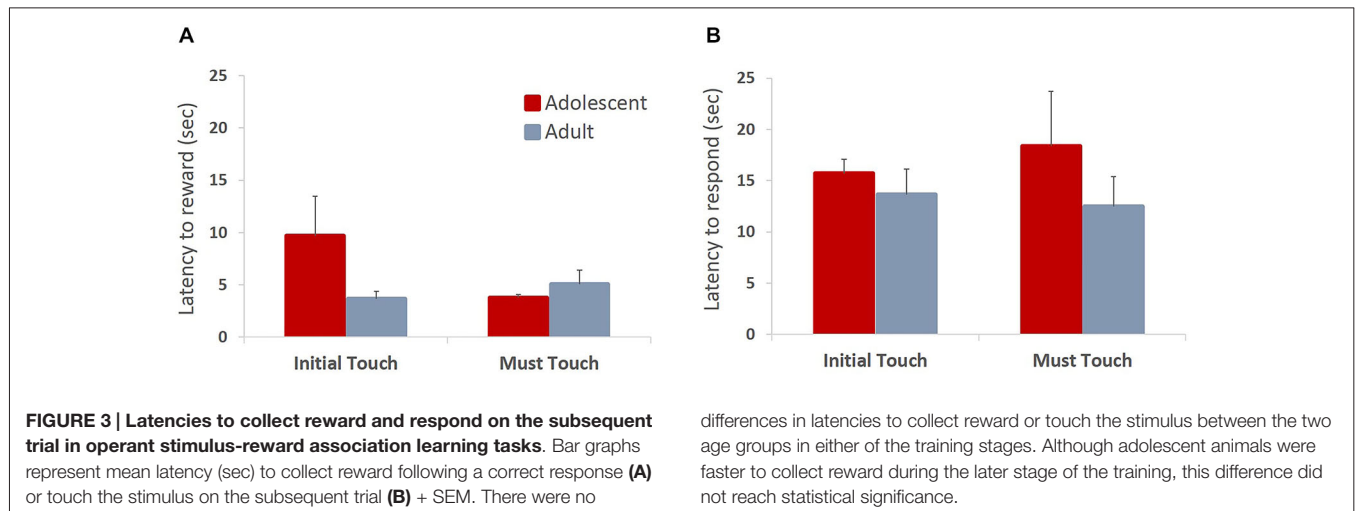 A
25
20
15
10
5
0
Latency to reward (sec)
Adolescent
Adult
Initial Touch
Must Touch
B
25
20
15
10
5
0
Latency to respond (sec)
Initial Touch
Must Touch
FIGURE 3 | Latencies to collect reward and respond on the subsequent
trial in operant stimulus-reward association learning tasks. Bar graphs
represent mean latency (sec) to collect reward following a correct response (A)
or touch the stimulus on the subsequent trial (B) + SEM. There were no
differences in latencies to collect reward or touch the stimulus between the two
age groups in either of the training stages. Although adolescent animals were
faster to collect reward during the later stage of the training, this difference did
not reach statistical significance.